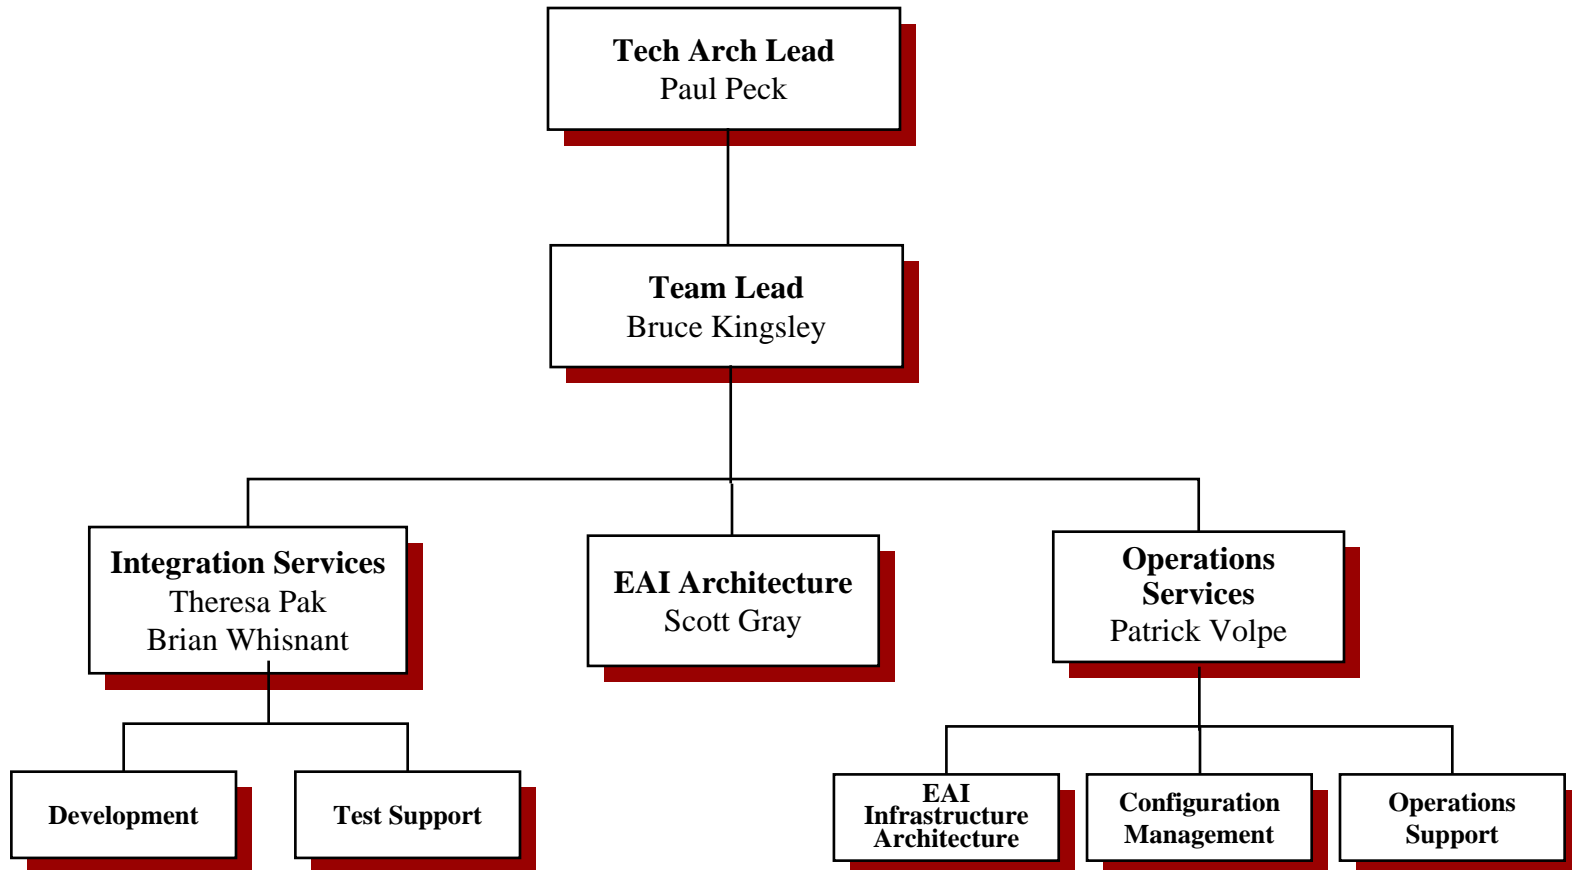 Tech Arch Lead
Paul Peck
Team Lead
Bruce Kingsley
Integration Services
Theresa Pak
Brian Whisnant
EAI Architecture
Scott Gray
Operations
Services
Patrick Volpe
Development
Test Support
EAI
Infrastructure
Architecture
Configuration
Management
Operations
Support